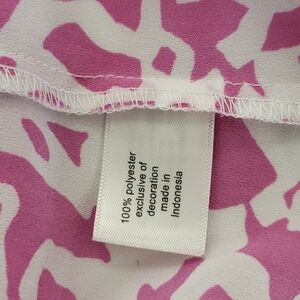 100% polyester
exclusive of
decoration
made in
Indonesia